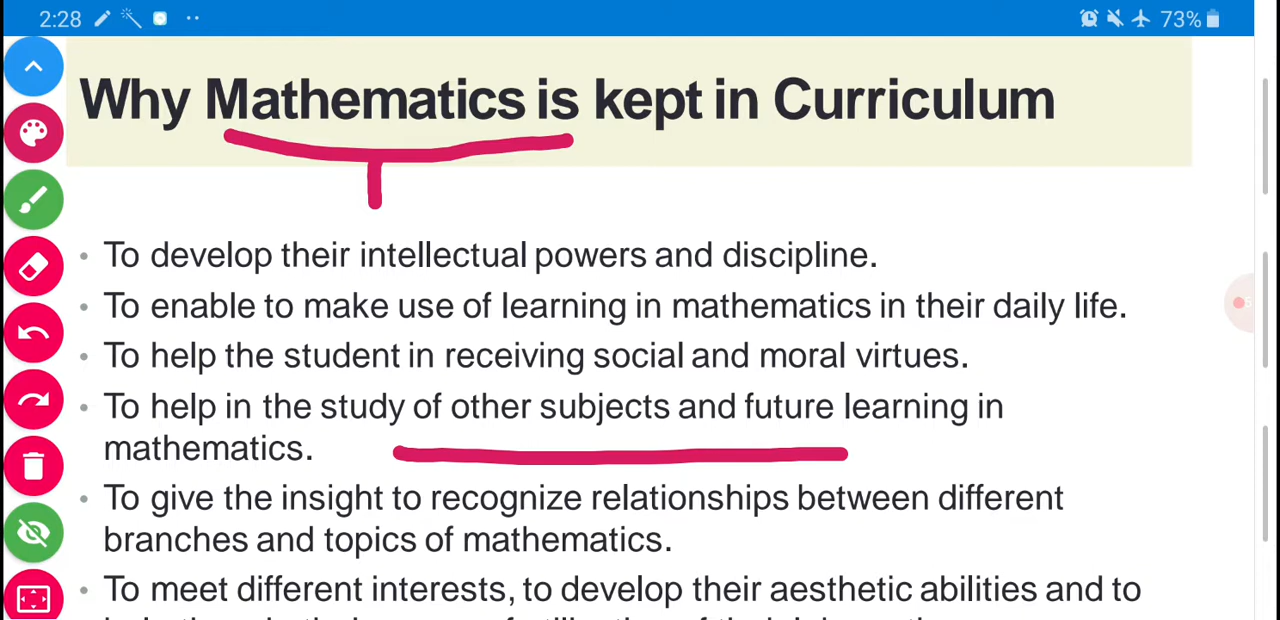 2:28
73%
Why Mathematics is kept in Curriculum
• To develop their intellectual powers and discipline.
• To enable to make use of learning in mathematics in their daily life.
• To help the student in receiving social and moral virtues.
• To help in the study of other subjects and future learning in
mathematics.
• To give the insight to recognize relationships between different
branches and topics of mathematics.
• To meet different interests, to develop their aesthetic abilities and to